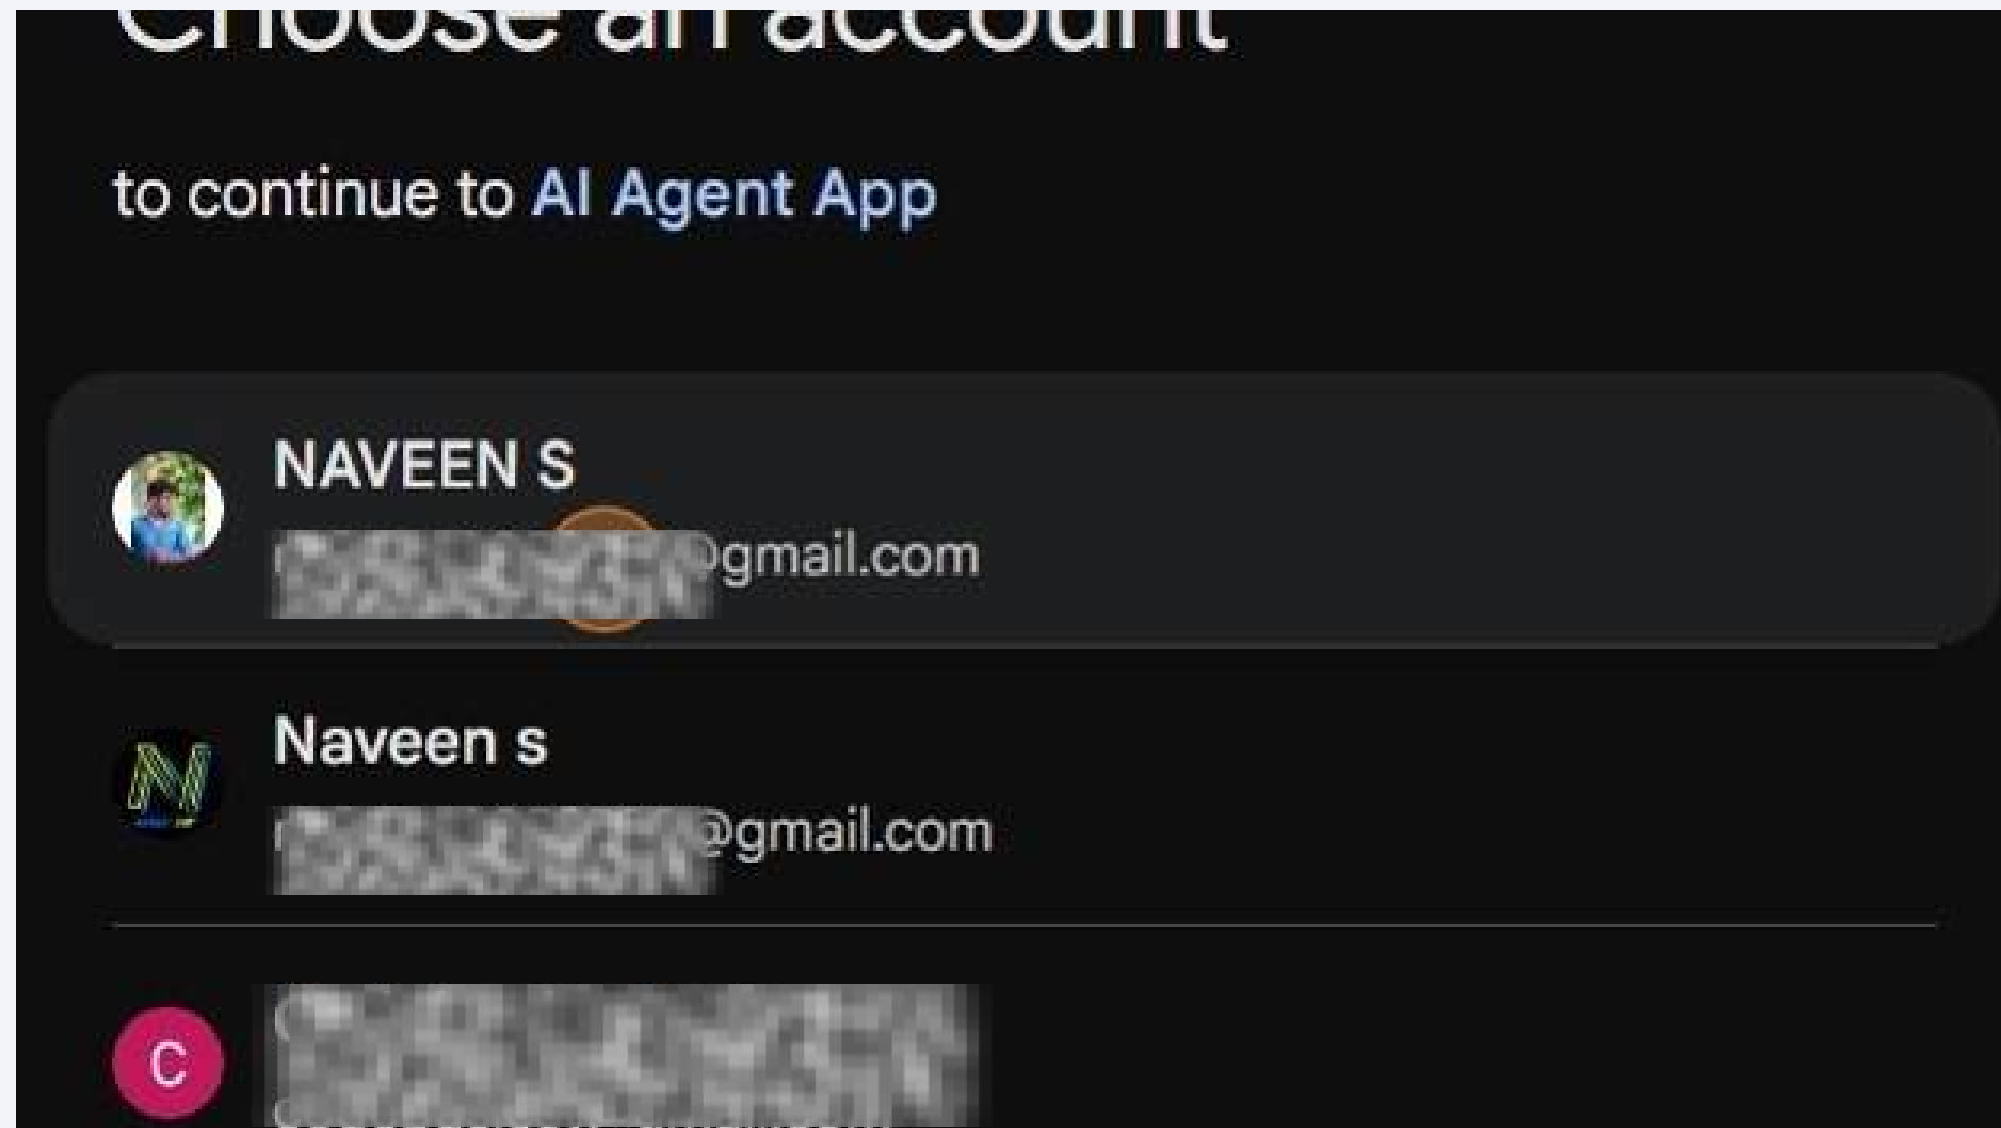 Choose an account
to continue to AI Agent App
NAVEEN S
@gmail.com
N
Naveen s
@gmail.com
C